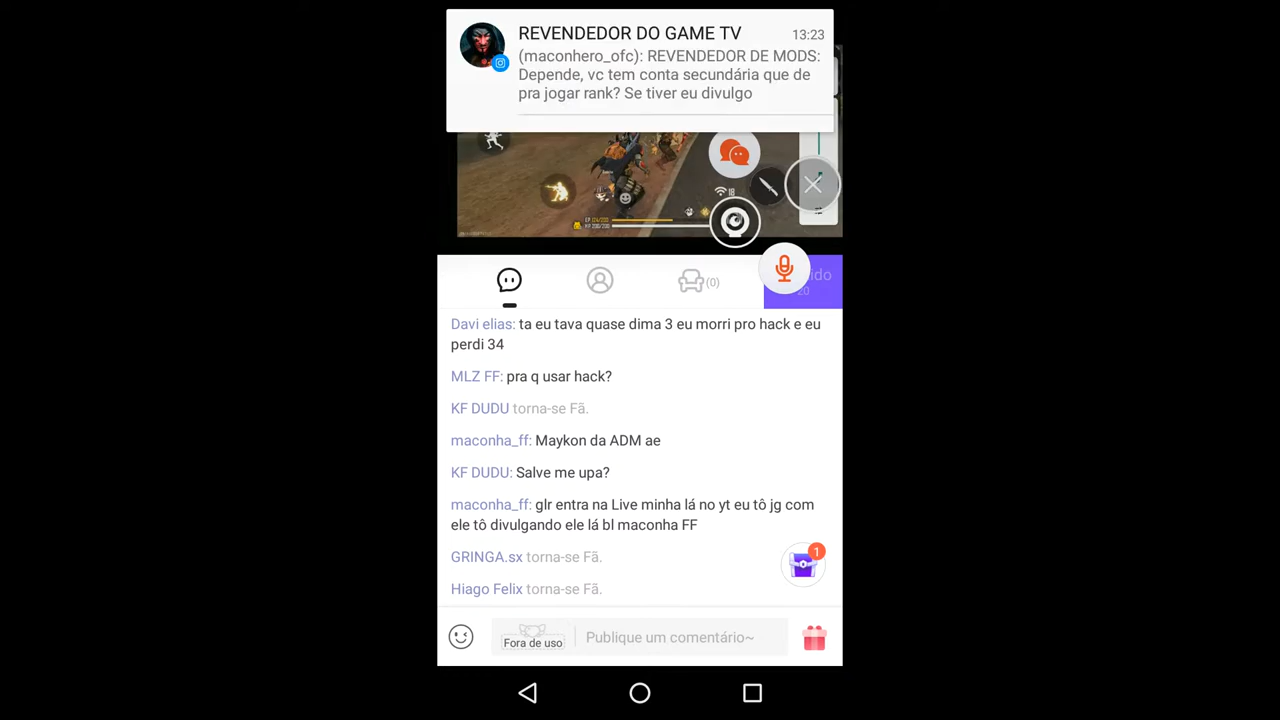 REVENDEDOR DO GAME TV 13:23
(maconhero_ofc): REVENDEDOR DE MODS:
Depende, vc tem conta secundária que de
pra jogar rank? Se tiver eu divulgo
18
(0)
ido
20
Davi elias: ta eu tava quase dima 3 eu morri pro hack e eu
perdi 34
MLZ FF: pra q usar hack?
KF DUDU torna-se Fã.
maconha_ff: Maykon da ADM ae
KF DUDU: Salve me upa?
maconha_ff: glr entra na Live minha lá no yt eu tô jg com
ele tô divulgando ele lá bl maconha FF
1
GRINGA.sx torna-se Fã.
Hiago Felix torna-se Fã.
Fora de uso Publique um comentário~